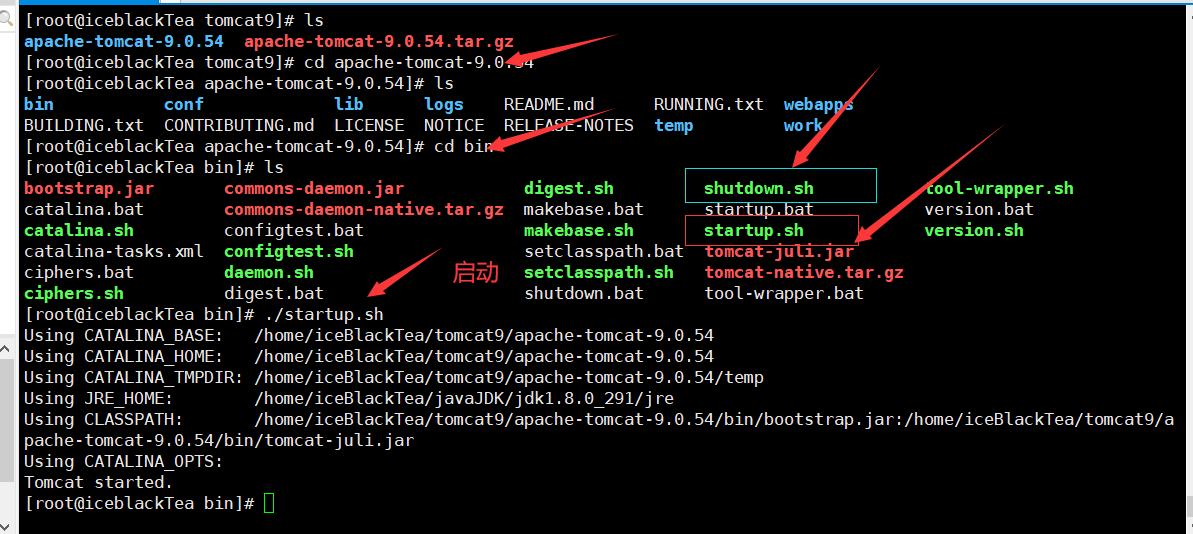 [root@iceblackTea tomcat9]# ls
apache-tomcat-9.0.54  apache-tomcat-9.0.54.tar.gz
[root@iceblackTea tomcat9]# cd apache-tomcat-9.0.54
[root@iceblackTea apache-tomcat-9.0.54]# ls
bin           conf             lib      logs    README.md      RUNNING.txt  webapps
BUILDING.txt  CONTRIBUTING.md  LICENSE  NOTICE  RELEASE-NOTES  temp         work
[root@iceblackTea apache-tomcat-9.0.54]# cd bin
[root@iceblackTea bin]# ls
bootstrap.jar       commons-daemon.jar            digest.sh         shutdown.sh           tool-wrapper.sh
catalina.bat        commons-daemon-native.tar.gz  makebase.bat      startup.bat           version.bat
catalina.sh         configtest.bat                makebase.sh       startup.sh            version.sh
catalina-tasks.xml  configtest.sh                 setclasspath.bat  tomcat-juli.jar
ciphers.bat         daemon.sh                     setclasspath.sh   tomcat-native.tar.gz
启动
ciphers.sh          digest.bat                    shutdown.bat      tool-wrapper.bat
[root@iceblackTea bin]# ./startup.sh
Using CATALINA_BASE:   /home/iceBlackTea/tomcat9/apache-tomcat-9.0.54
Using CATALINA_HOME:   /home/iceBlackTea/tomcat9/apache-tomcat-9.0.54
Using CATALINA_TMPDIR: /home/iceBlackTea/tomcat9/apache-tomcat-9.0.54/temp
Using JRE_HOME:        /home/iceBlackTea/javaJDK/jdk1.8.0_291/jre
Using CLASSPATH:       /home/iceBlackTea/tomcat9/apache-tomcat-9.0.54/bin/bootstrap.jar:/home/iceBlackTea/tomcat9/a
pache-tomcat-9.0.54/bin/tomcat-juli.jar
Using CATALINA_OPTS:
Tomcat started.
[root@iceblackTea bin]#